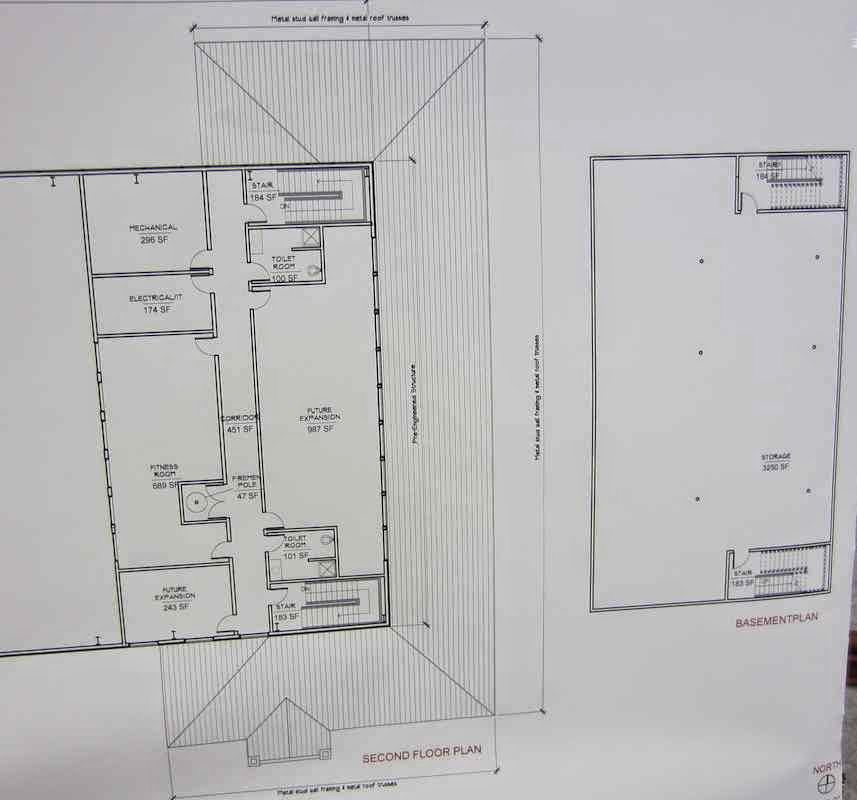 Metal stud wall framing & metal roof trusses
STAIR
184 SF
DN
MECHANICAL
296 SF
TOILET
ROOM
100 SF
ELECTRICAL/IT
174 SF
CORRIDOR
451 SF
FUTURE
EXPANSION
987 SF
Pre-Engineered Structure
Metal stud wall framing & metal roof trusses
FITNESS
ROOM
689 SF
FIREMEN
POLE
47 SF
TOILET
ROOM
101 SF
FUTURE
EXPANSION
243 SF
DN
STAIR
183 SF
SECOND FLOOR PLAN
Metal stud wall framing & metal roof trusses
STAIR
184 SF
STORAGE
3250 SF
STAIR
183 SF
BASEMENTPLAN
NORTH